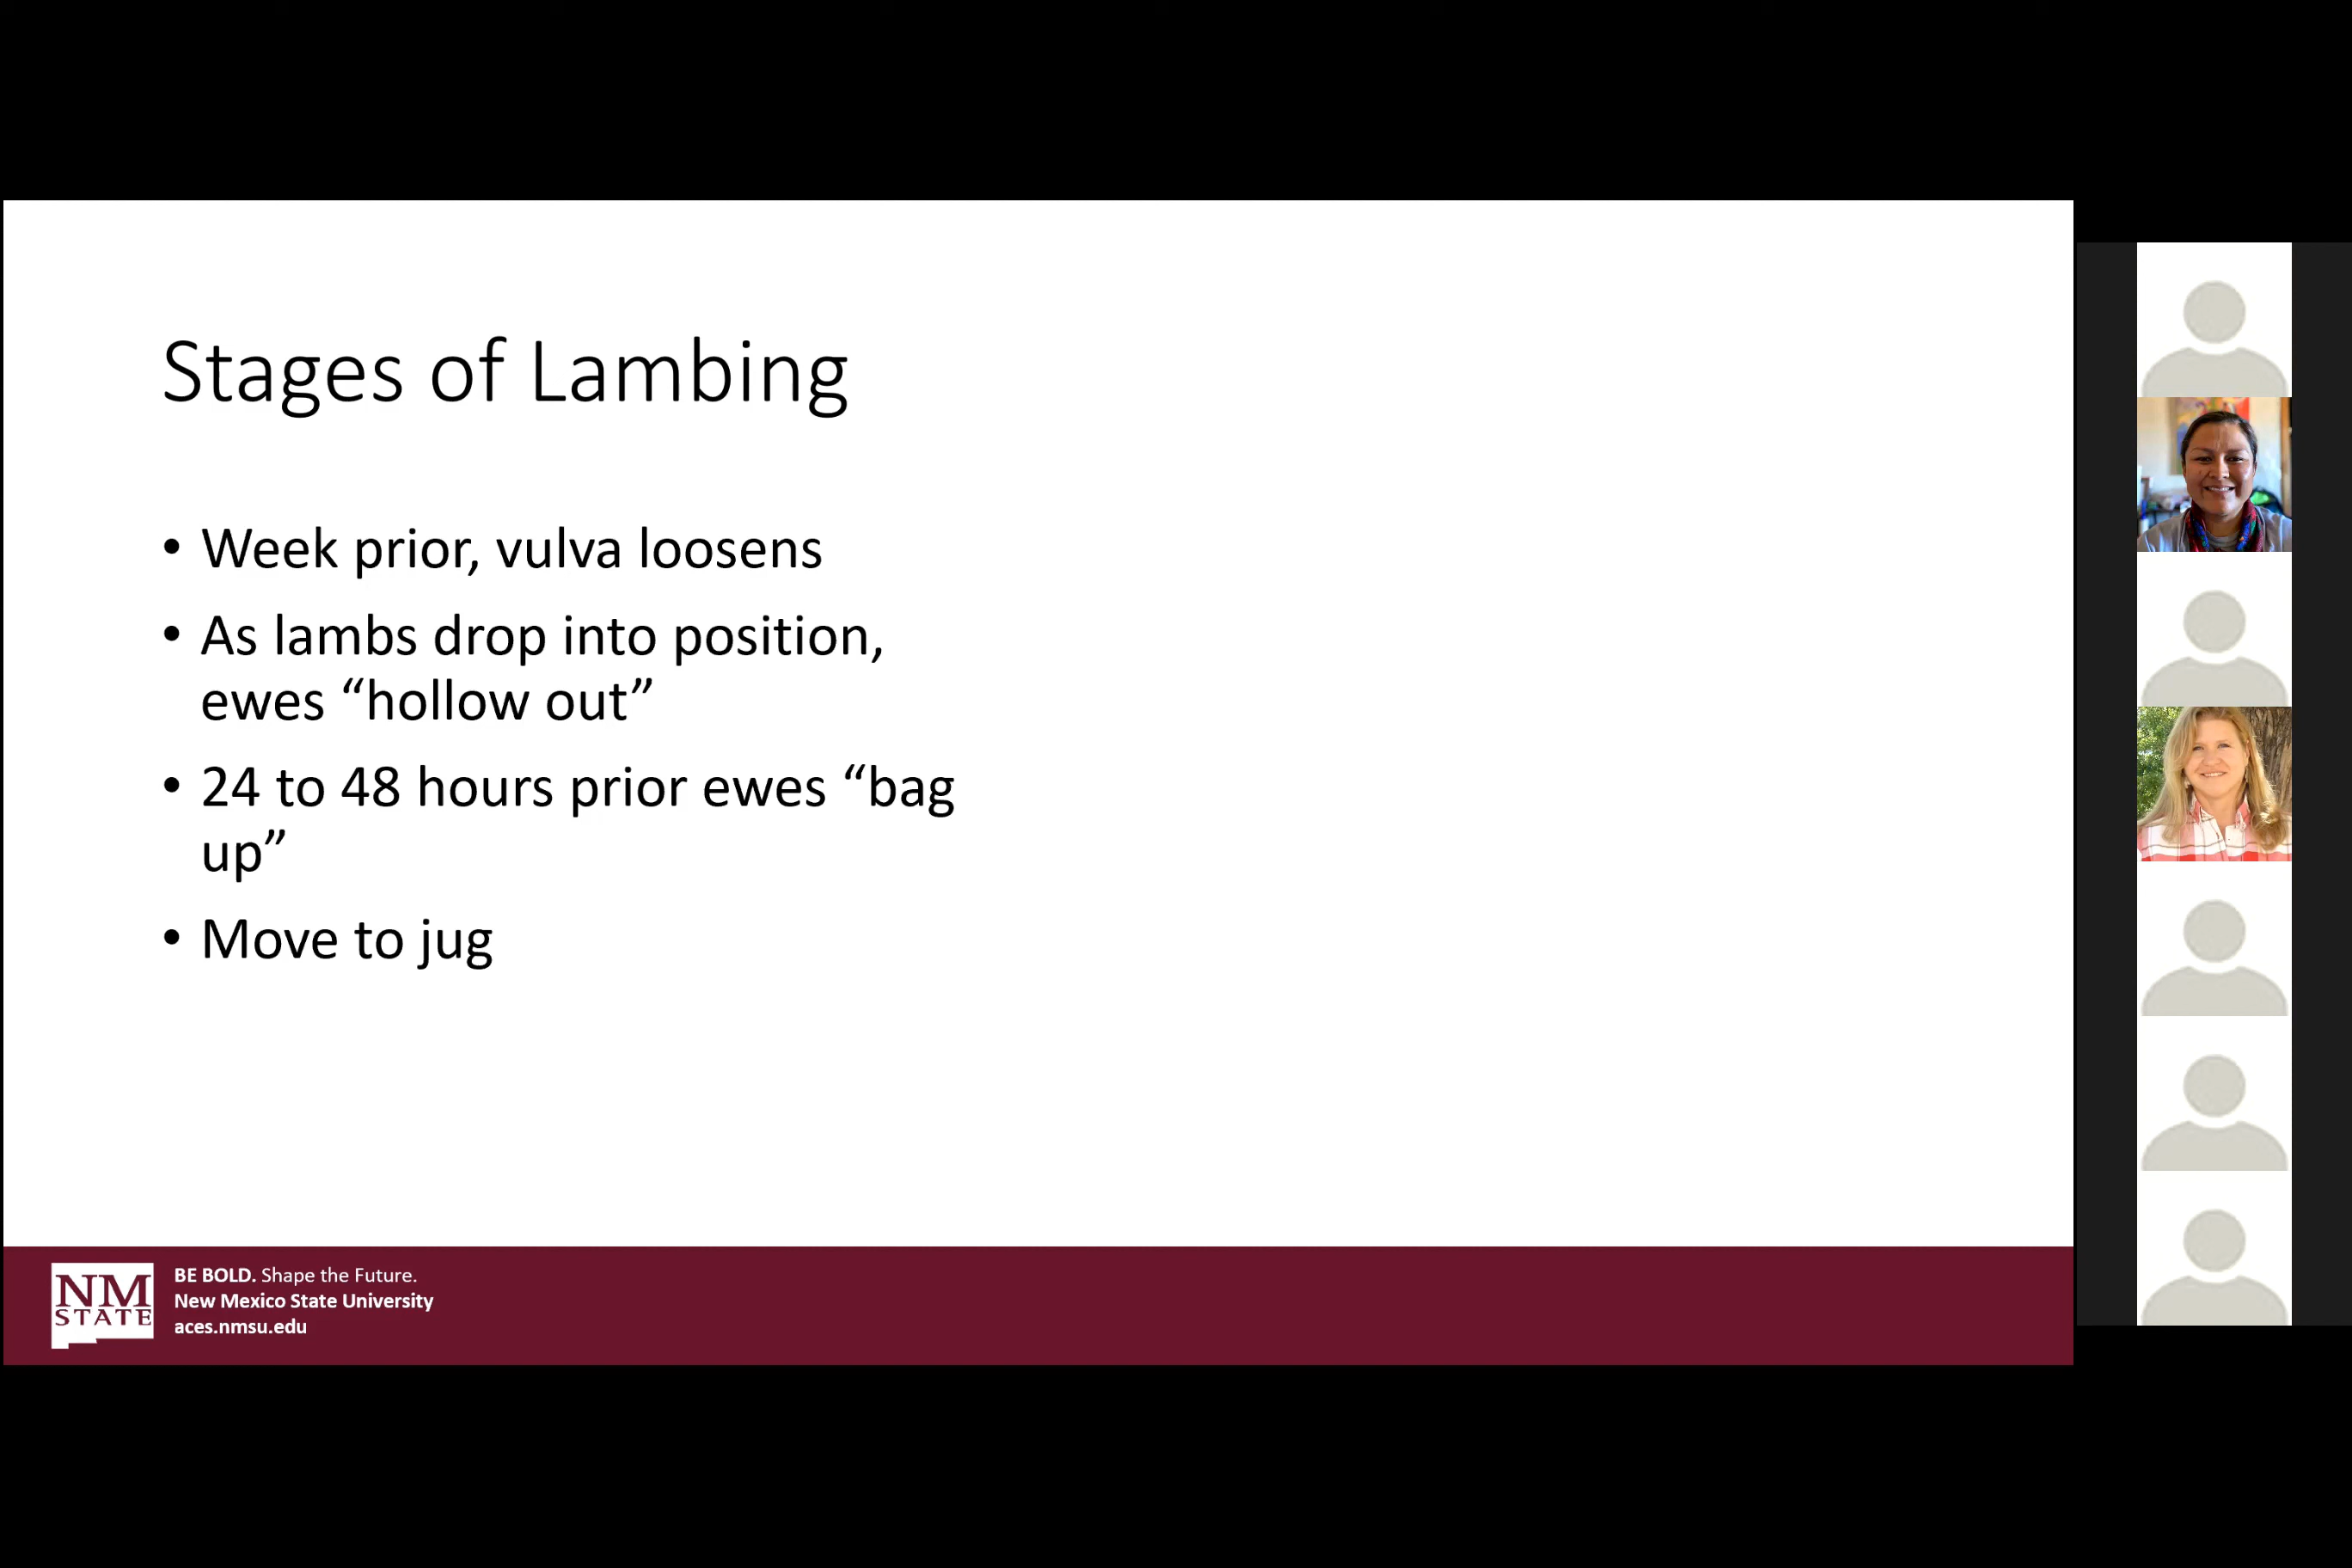 Stages of Lambing
• Week prior, vulva loosens
• As lambs drop into position,
ewes “hollow out”
• 24 to 48 hours prior ewes “bag
up”
• Move to jug
NM
STATE
BE BOLD. Shape the Future.
New Mexico State University
aces.nmsu.edu